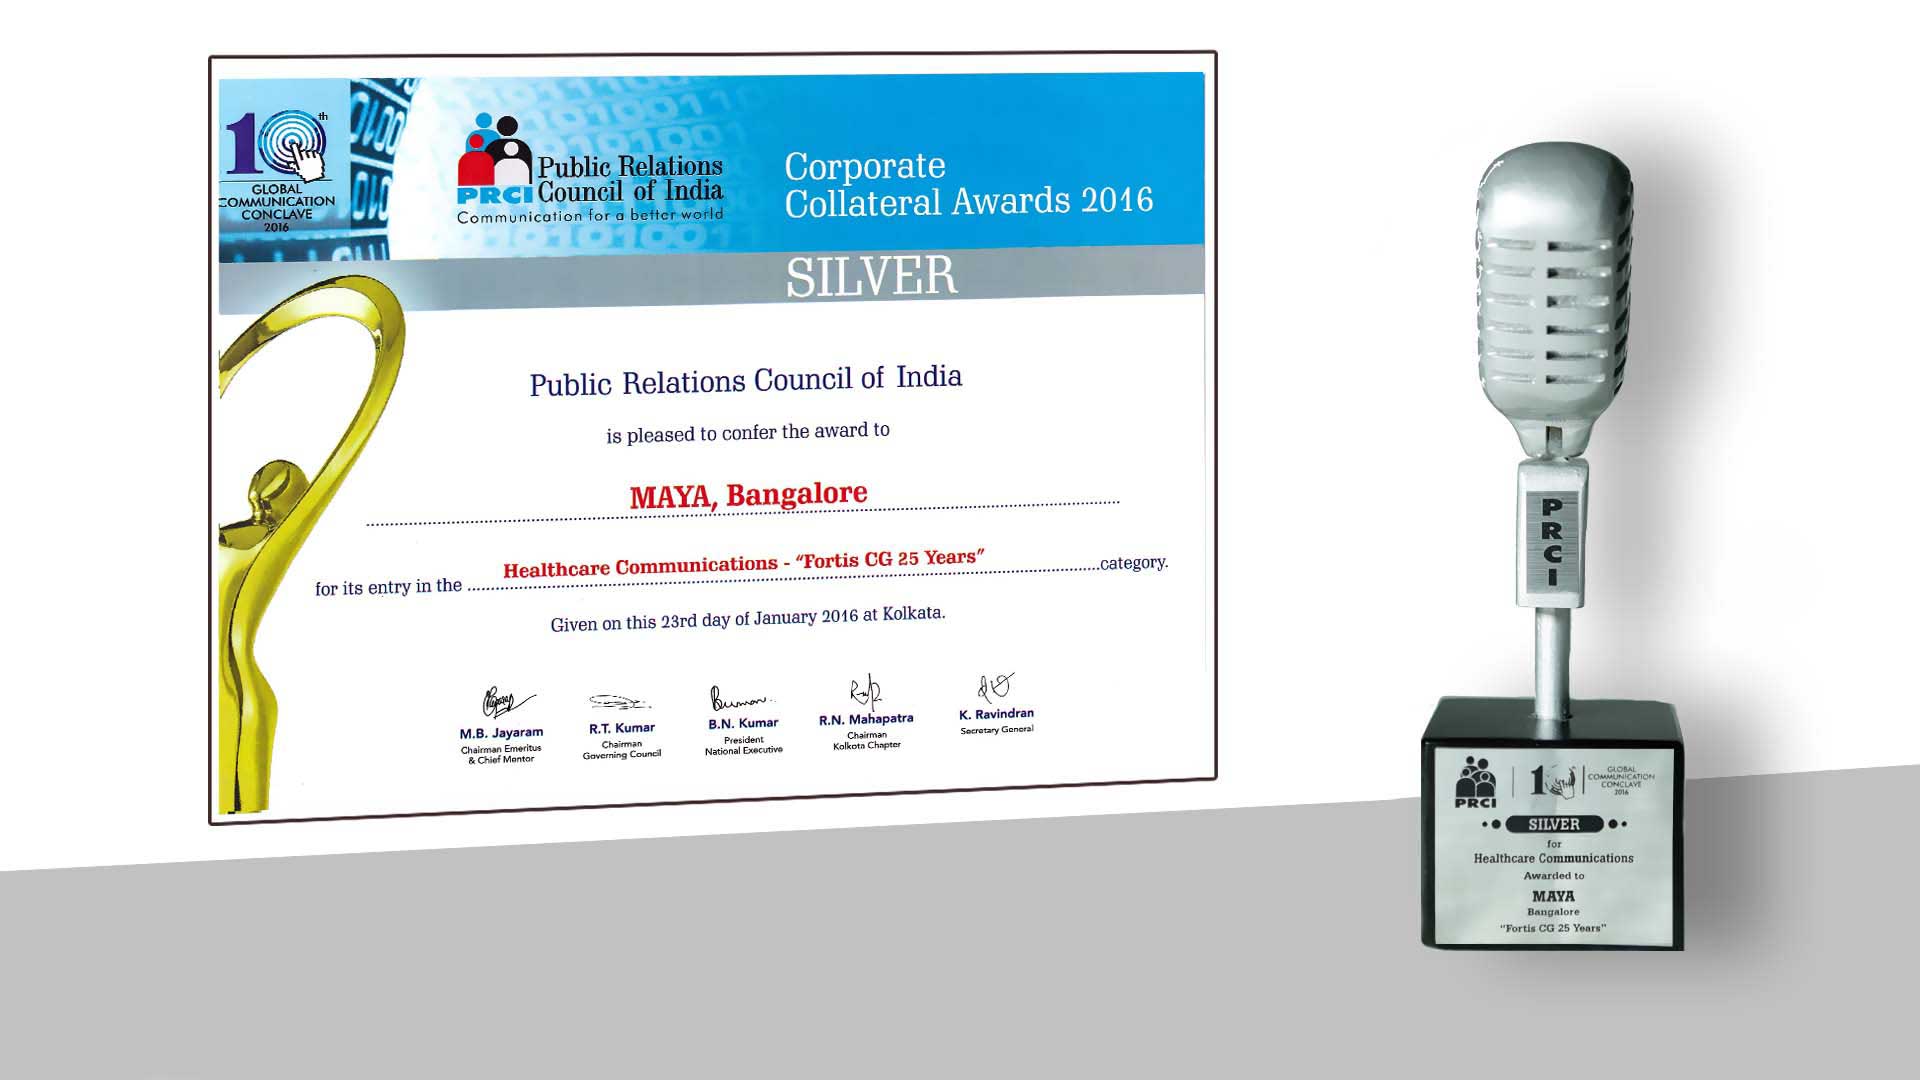 10th
GLOBAL
COMMUNICATION
CONCLAVE
2016
PRCI
Public Relations
Council of India
Communication for a better world
Corporate
Collateral Awards 2016
SILVER
Public Relations Council of India
is pleased to confer the award to
MAYA, Bangalore
for its entry in the Healthcare Communications - “Fortis CG 25 Years” category.
Given on this 23rd day of January 2016 at Kolkata.
M.B. Jayaram
Chairman Emeritus
& Chief Mentor
R.T. Kumar
Chairman
Governing Council
B.N. Kumar
President
National Executive
R.N. Mahapatra
Chairman
Kolkota Chapter
K. Ravindran
Secretary General
PRCI
PRCI
10
GLOBAL
COMMUNICATION
CONCLAVE
2016
SILVER
for
Healthcare Communications
Awarded to
MAYA
Bangalore
“Fortis CG 25 Years”